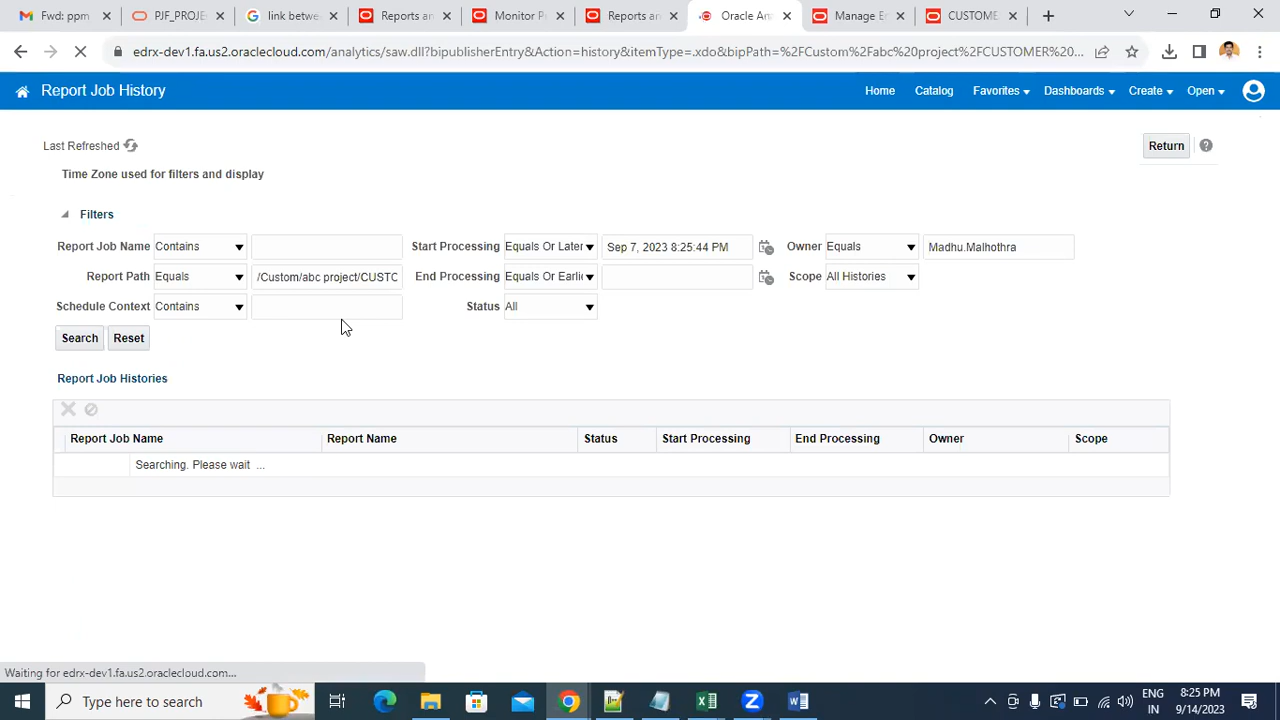 Fwd: ppm
PJF_PROJE
link betwe
Reports an
Monitor P
Reports an
Oracle Ana
Manage E
CUSTOME
edrx-dev1.fa.us2.oraclecloud.com/analytics/saw.dll?bipublisherEntry&Action=history&itemType=.xdo&bipPath=%2FCustom%2Fabc%20project%2FCUSTOMER%20...
Report Job History
Home Catalog Favorites Dashboards Create Open
Last Refreshed
Return
Time Zone used for filters and display
Filters
Report Job Name Contains Start Processing Equals Or Later Sep 7, 2023 8:25:44 PM Owner Equals Madhu.Malhothra
Report Path Equals /Custom/abc project/CUSTO End Processing Equals Or Earlie Scope All Histories
Schedule Context Contains Status All
Search Reset
Report Job Histories
Report Job Name Report Name Status Start Processing End Processing Owner Scope
Searching. Please wait ...
Waiting for edrx-dev1.fa.us2.oraclecloud.com...
Type here to search
ENG
IN
8:25 PM
9/14/2023